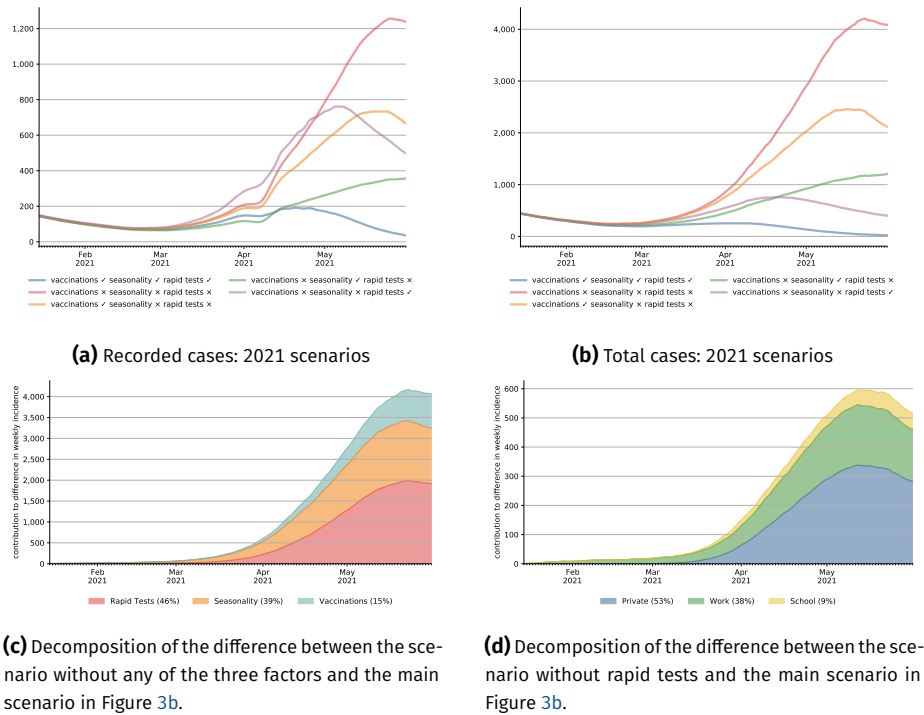 1,200
1,000
800
600
400
200
0
Feb
2021
Mar
2021
Apr
2021
May
2021
vaccinations ✓ seasonality ✓ rapid tests ✓
vaccinations × seasonality × rapid tests ×
vaccinations ✓ seasonality × rapid tests ×
vaccinations × seasonality ✓ rapid tests ×
vaccinations × seasonality × rapid tests ✓
(a) Recorded cases: 2021 scenarios
4,000
3,000
2,000
1,000
0
Feb
2021
Mar
2021
Apr
2021
May
2021
vaccinations ✓ seasonality ✓ rapid tests ✓
vaccinations × seasonality × rapid tests ×
vaccinations ✓ seasonality × rapid tests ×
vaccinations × seasonality ✓ rapid tests ×
vaccinations × seasonality × rapid tests ✓
(b) Total cases: 2021 scenarios
contribution to difference in weekly incidence
4,000
3,500
3,000
2,500
2,000
1,500
1,000
500
0
Feb
2021
Mar
2021
Apr
2021
May
2021
Rapid Tests (46%)
Seasonality (39%)
Vaccinations (15%)
(c) Decomposition of the difference between the sce-
nario without any of the three factors and the main
scenario in Figure 3b.
contribution to difference in weekly incidence
600
500
400
300
200
100
0
Feb
2021
Mar
2021
Apr
2021
May
2021
Private (53%)
Work (38%)
School (9%)
(d) Decomposition of the difference between the sce-
nario without rapid tests and the main scenario in
Figure 3b.